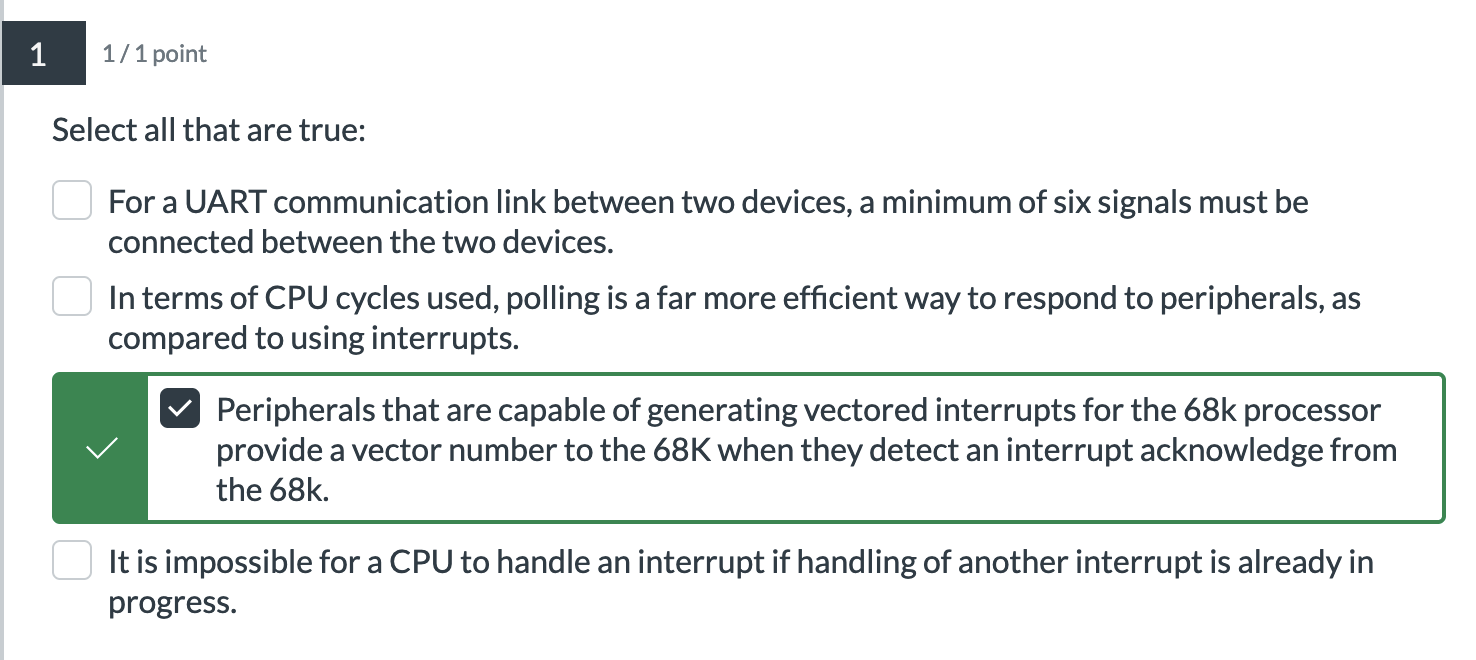 1
1 / 1 point
Select all that are true:
For a UART communication link between two devices, a minimum of six signals must be
connected between the two devices.
In terms of CPU cycles used, polling is a far more efficient way to respond to peripherals, as
compared to using interrupts.
Peripherals that are capable of generating vectored interrupts for the 68k processor
provide a vector number to the 68K when they detect an interrupt acknowledge from
the 68k.
It is impossible for a CPU to handle an interrupt if handling of another interrupt is already in
progress.